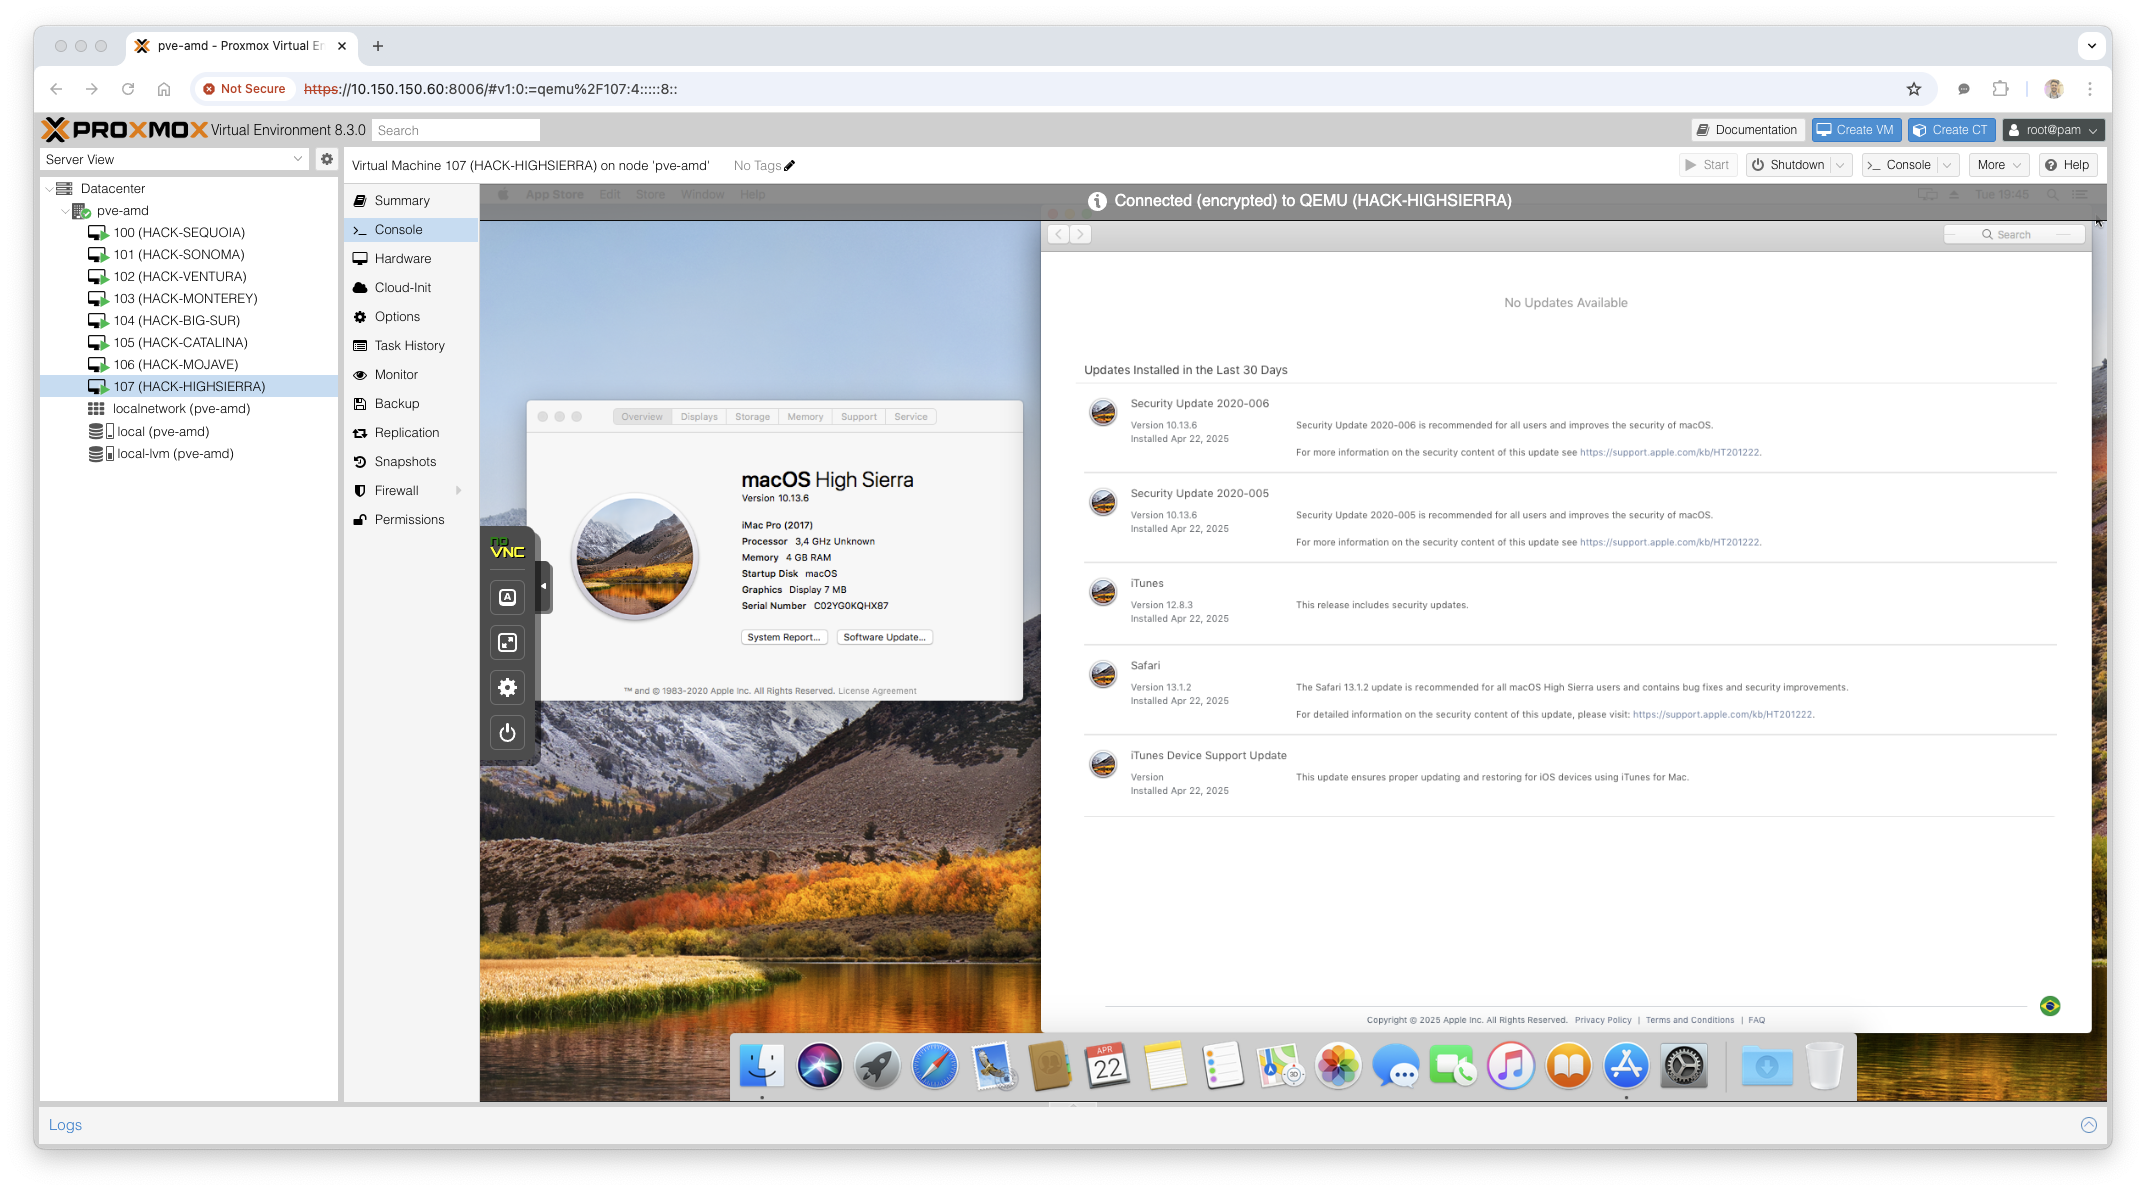 pve-amd - Proxmox Virtual Er
Not Secure
https://10.150.150.60:8006/#v1:0:=qemu%2F107:4:::::8::
PROXMOX Virtual Environment 8.3.0
Search
Documentation
Create VM
Create CT
root@pam
Server View
Virtual Machine 107 (HACK-HIGHSIERRA) on node 'pve-amd'
No Tags
Start
Shutdown
Console
More
Help
Datacenter
pve-amd
100 (HACK-SEQUOIA)
101 (HACK-SONOMA)
102 (HACK-VENTURA)
103 (HACK-MONTEREY)
104 (HACK-BIG-SUR)
105 (HACK-CATALINA)
106 (HACK-MOJAVE)
107 (HACK-HIGHSIERRA)
localnetwork (pve-amd)
local (pve-amd)
local-lvm (pve-amd)
Summary
Console
Hardware
Cloud-Init
Options
Task History
Monitor
Backup
Replication
Snapshots
Firewall
Permissions
App Store Edit Store Window Help
Connected (encrypted) to QEMU (HACK-HIGHSIERRA)
Tue 19:45
no
VNC
A
Overview
Displays
Storage
Memory
Support
Service
macOS High Sierra
Version 10.13.6
iMac Pro (2017)
Processor 3,4 GHz Unknown
Memory 4 GB RAM
Startup Disk macOS
Graphics Display 7 MB
Serial Number C02YG0KQHX87
System Report...
Software Update...
™ and © 1983-2020 Apple Inc. All Rights Reserved. License Agreement
Search
No Updates Available
Updates Installed in the Last 30 Days
Security Update 2020-006
Version 10.13.6
Installed Apr 22, 2025
Security Update 2020-006 is recommended for all users and improves the security of macOS.
For more information on the security content of this update see https://support.apple.com/kb/HT201222.
Security Update 2020-005
Version 10.13.6
Installed Apr 22, 2025
Security Update 2020-005 is recommended for all users and improves the security of macOS.
For more information on the security content of this update see https://support.apple.com/kb/HT201222.
iTunes
Version 12.8.3
Installed Apr 22, 2025
This release includes security updates.
Safari
Version 13.1.2
Installed Apr 22, 2025
The Safari 13.1.2 update is recommended for all macOS High Sierra users and contains bug fixes and security improvements.
For detailed information on the security content of this update, please visit: https://support.apple.com/kb/HT201222.
iTunes Device Support Update
Version
Installed Apr 22, 2025
This update ensures proper updating and restoring for iOS devices using iTunes for Mac.
Copyright © 2025 Apple Inc. All Rights Reserved. Privacy Policy | Terms and Conditions | FAQ
APR
22
3D
Logs